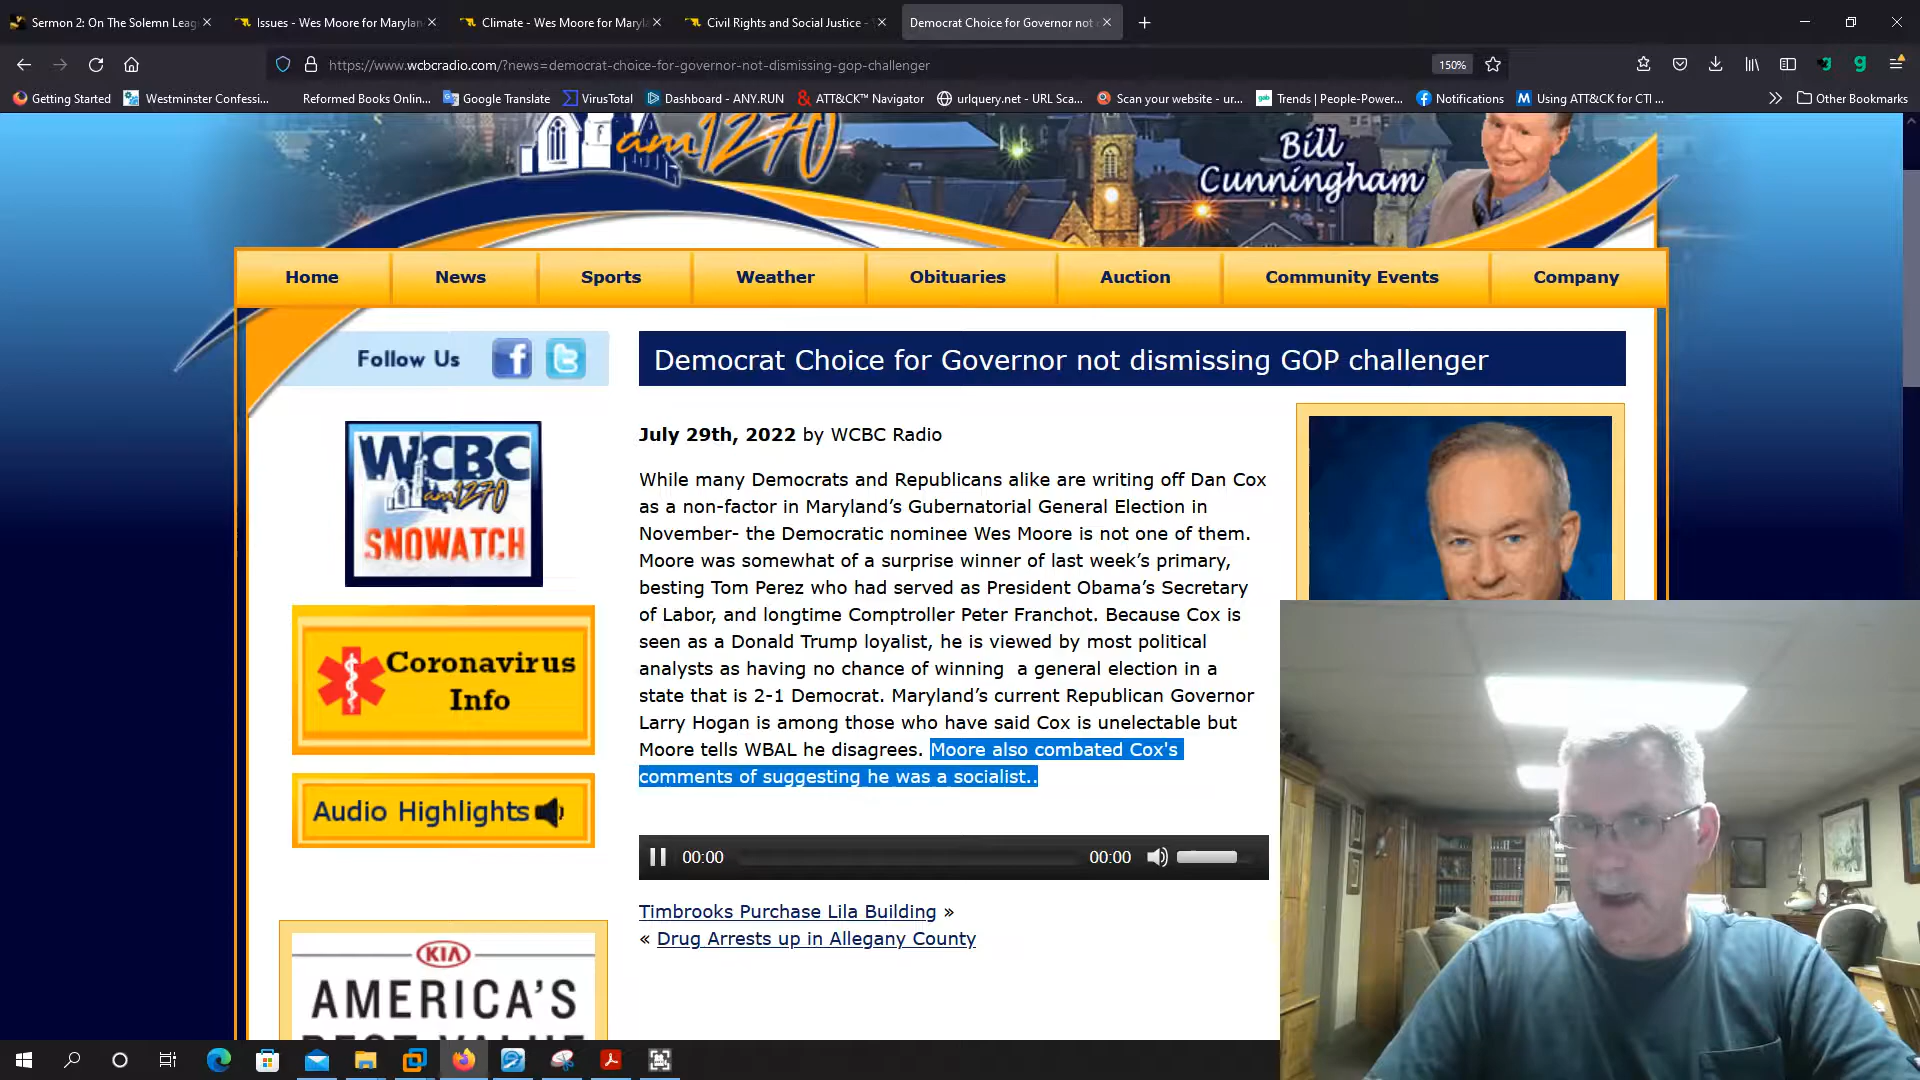 Sermon 2: On The Solemn Leag
Issues - Wes Moore for Marylan
Climate - Wes Moore for Maryla
Civil Rights and Social Justice -
Democrat Choice for Governor not
https://www.wcbcradio.com/?news=democrat-choice-for-governor-not-dismissing-gop-challenger
150%
Getting Started
Westminster Confessi...
Reformed Books Onlin...
Google Translate
VirusTotal
Dashboard - ANY.RUN
ATT&CK™ Navigator
urlquery.net - URL Sca...
Scan your website - ur...
Trends | People-Power...
Notifications
Using ATT&CK for CTI ...
Other Bookmarks
am1270
Bill
Cunningham
Home
News
Sports
Weather
Obituaries
Auction
Community Events
Company
Follow Us
Democrat Choice for Governor not dismissing GOP challenger
July 29th, 2022 by WCBC Radio
While many Democrats and Republicans alike are writing off Dan Cox
as a non-factor in Maryland’s Gubernatorial General Election in
November- the Democratic nominee Wes Moore is not one of them.
Moore was somewhat of a surprise winner of last week’s primary,
besting Tom Perez who had served as President Obama’s Secretary
of Labor, and longtime Comptroller Peter Franchot. Because Cox is
seen as a Donald Trump loyalist, he is viewed by most political
analysts as having no chance of winning  a general election in a
state that is 2-1 Democrat. Maryland’s current Republican Governor
Larry Hogan is among those who have said Cox is unelectable but
Moore tells WBAL he disagrees. Moore also combated Cox's
comments of suggesting he was a socialist..
00:00
00:00
Timbrooks Purchase Lila Building »
« Drug Arrests up in Allegany County
WCBC
am1270
SNOWATCH
Coronavirus
Info
Audio Highlights
KIA
AMERICA'S
BEST VALUE